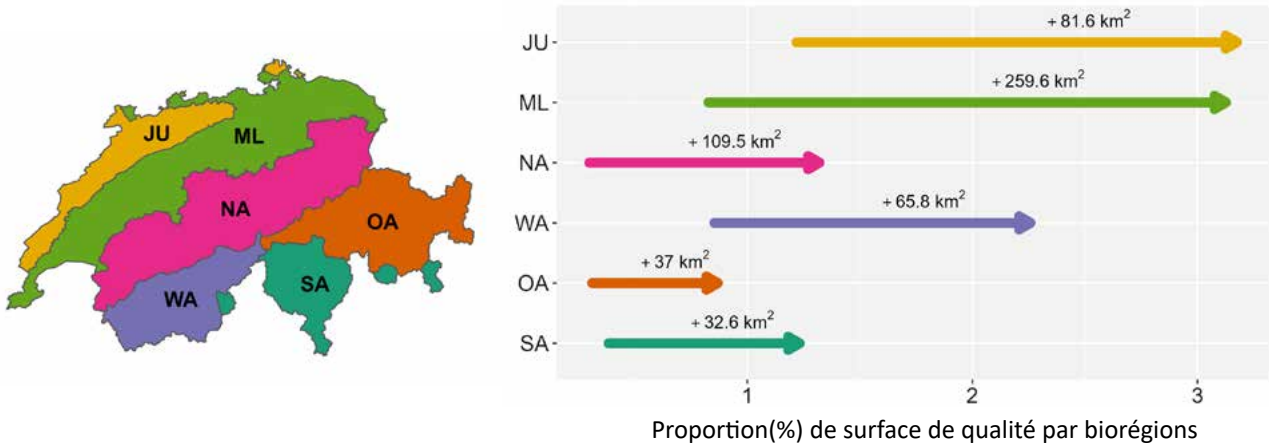 JU
ML
NA
OA
WA
SA
JU
+ 81.6 km²
ML
+ 259.6 km²
NA
+ 109.5 km²
WA
+ 65.8 km²
OA
+ 37 km²
SA
+ 32.6 km²
1 2 3
Proportion(%) de surface de qualité par biorégions